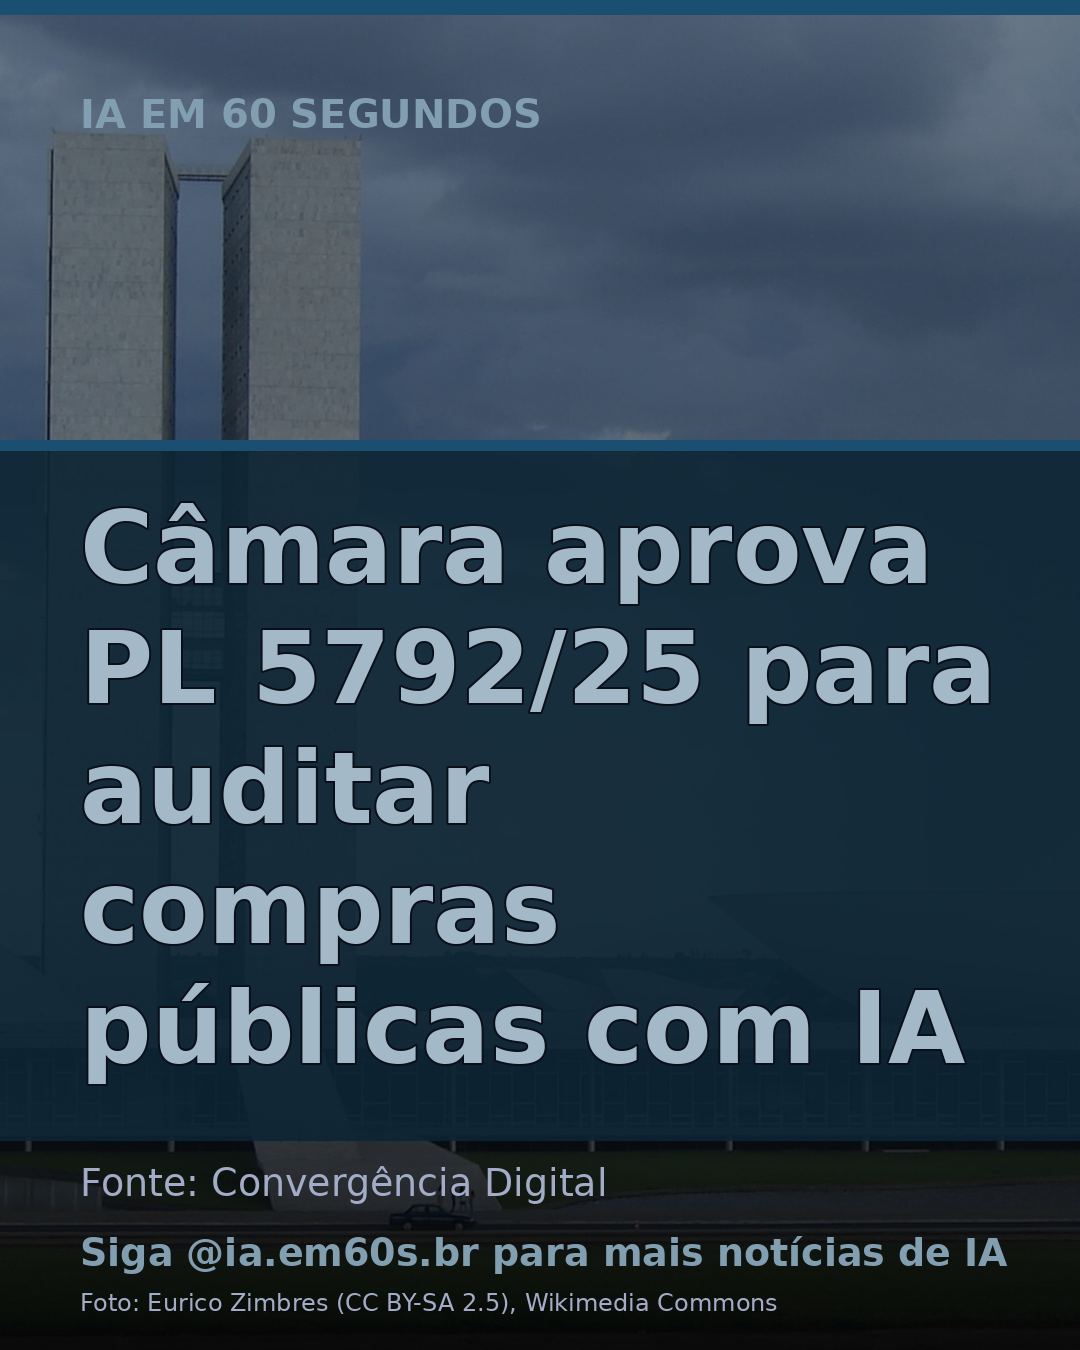 IA EM 60 SEGUNDOS
Câmara aprova
PL 5792/25 para
auditar
compras
públicas com IA
Fonte: Convergência Digital
Siga @ia.em60s.br para mais notícias de IA
Foto: Eurico Zimbres (CC BY-SA 2.5), Wikimedia Commons